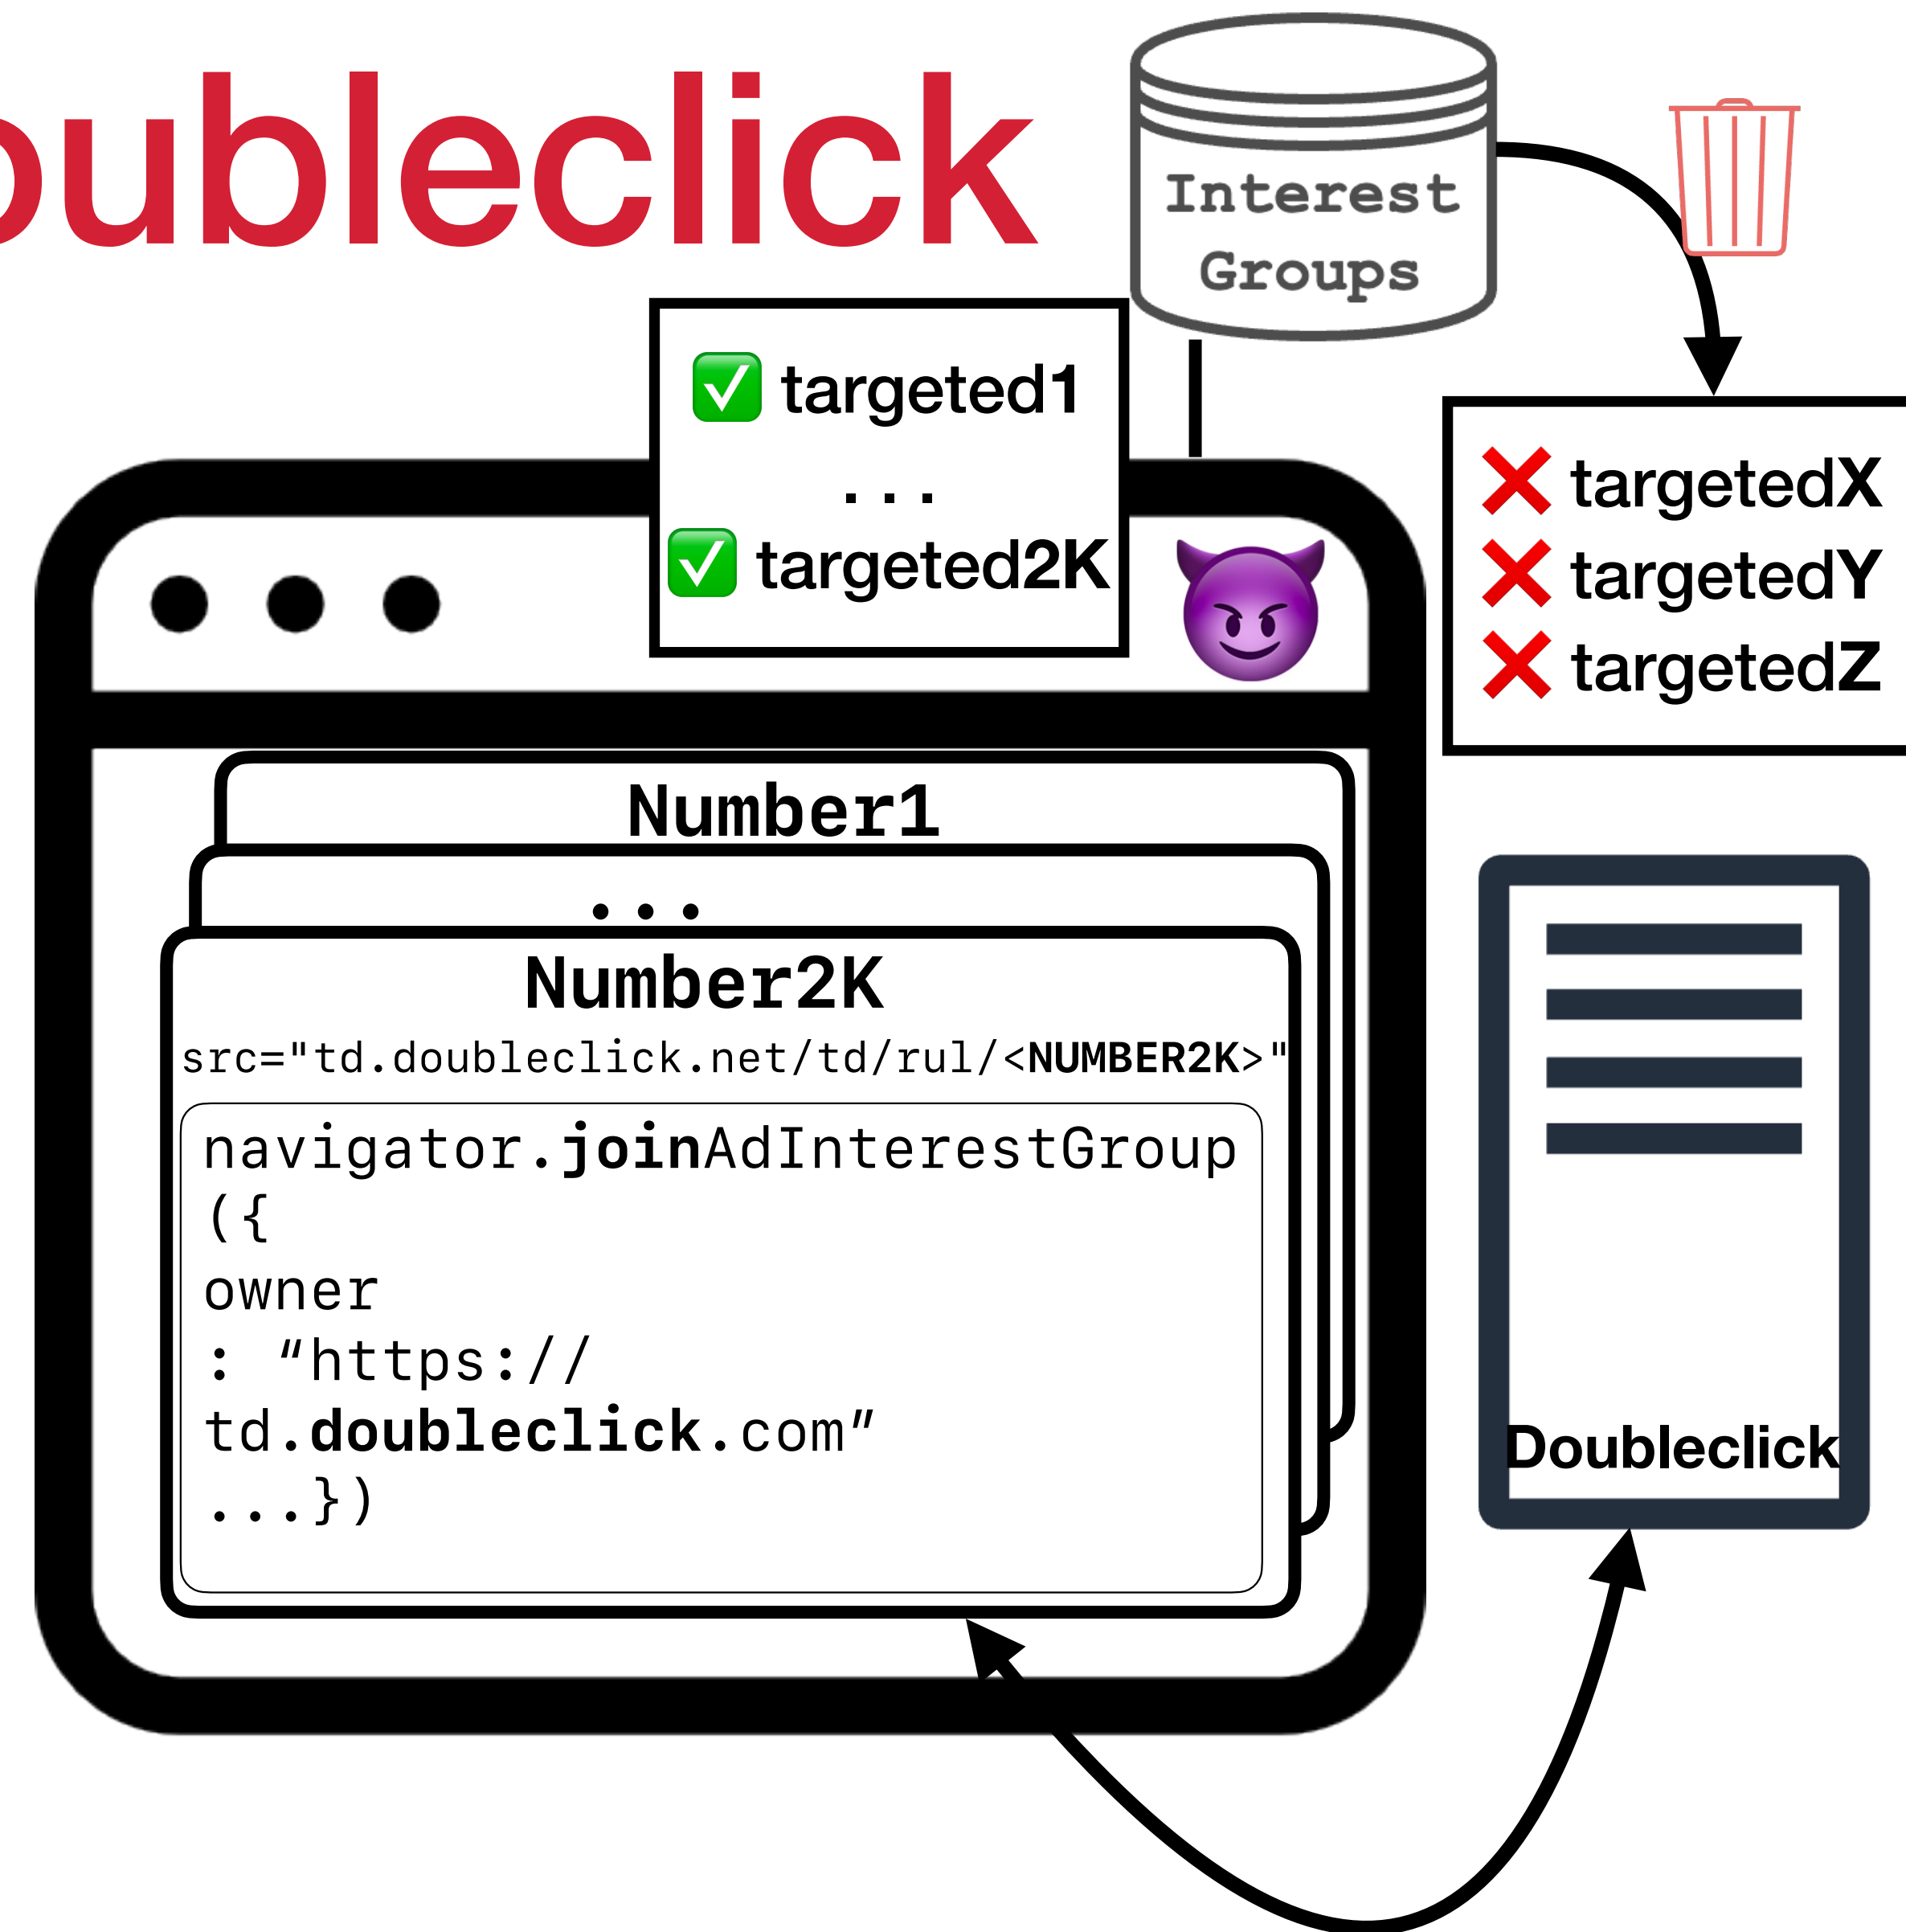 oubleclick
Interest
Groups
targeted1
...
targeted2K
targetedX
targetedY
targetedZ
Number1
...
Number2K
src="td.doubleclick.net/td/rul/<NUMBER2K>"
navigator.joinAdInterestGroup
({
owner
: “https://
td.doubleclick.com”
...})
Doubleclick